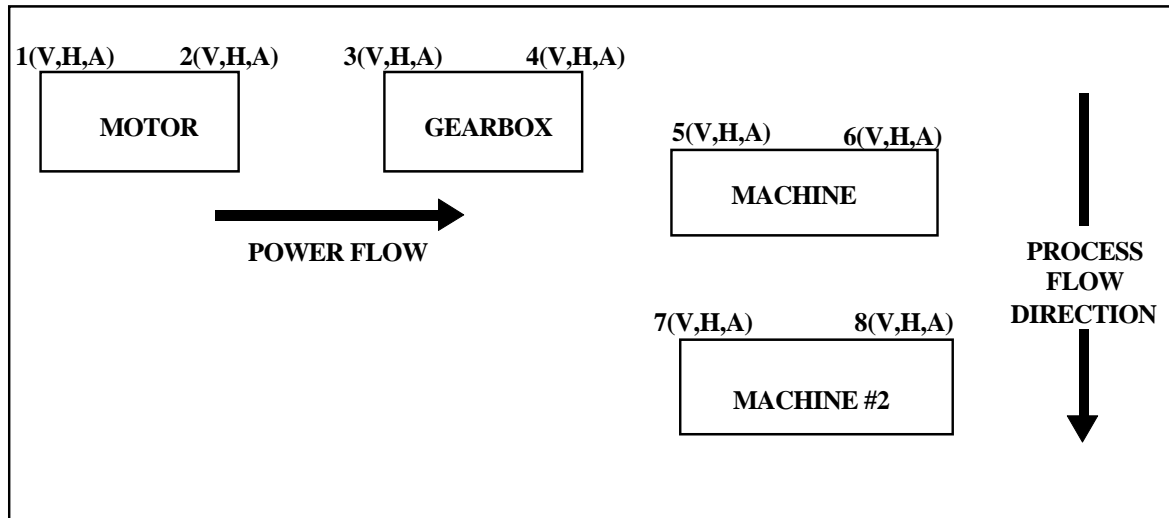 1(V,H,A) 2(V,H,A) 3(V,H,A) 4(V,H,A)
MOTOR GEARBOX
5(V,H,A) 6(V,H,A)
MACHINE
POWER FLOW
PROCESS
FLOW
DIRECTION
7(V,H,A) 8(V,H,A)
MACHINE #2